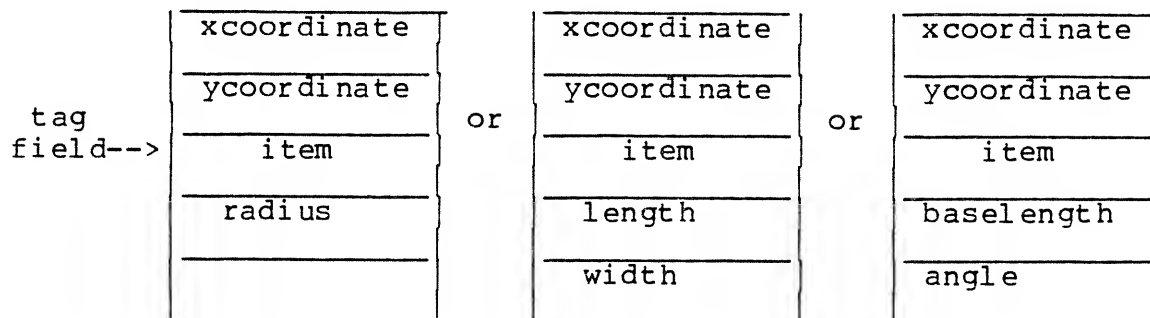 xcoordinate xcoordinate xcoordinate
ycoordinate ycoordinate ycoordinate
tag or or
field--> item item item
radius length baselength
width angle